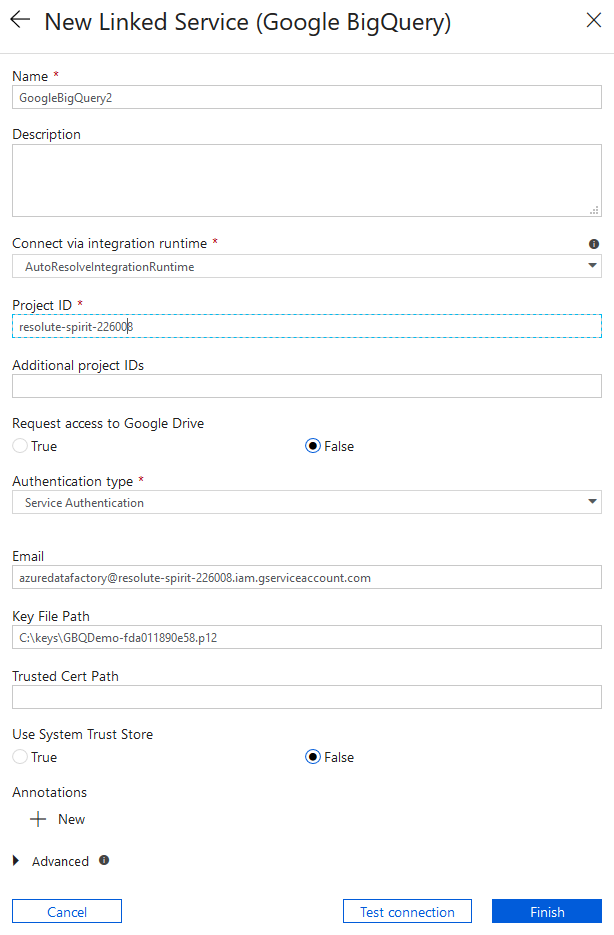 New Linked Service (Google BigQuery)
Name *
GoogleBigQuery2
Description
Connect via integration runtime *
AutoResolveIntegrationRuntime
Project ID *
resolute-spirit-226008
Additional project IDs
Request access to Google Drive
True False
Authentication type *
Service Authentication
Email
azuredatafactory@resolute-spirit-226008.iam.gserviceaccount.com
Key File Path
C:\keys\GBQDemo-fda011890e58.p12
Trusted Cert Path
Use System Trust Store
True False
Annotations
New
Advanced
Cancel Test connection Finish